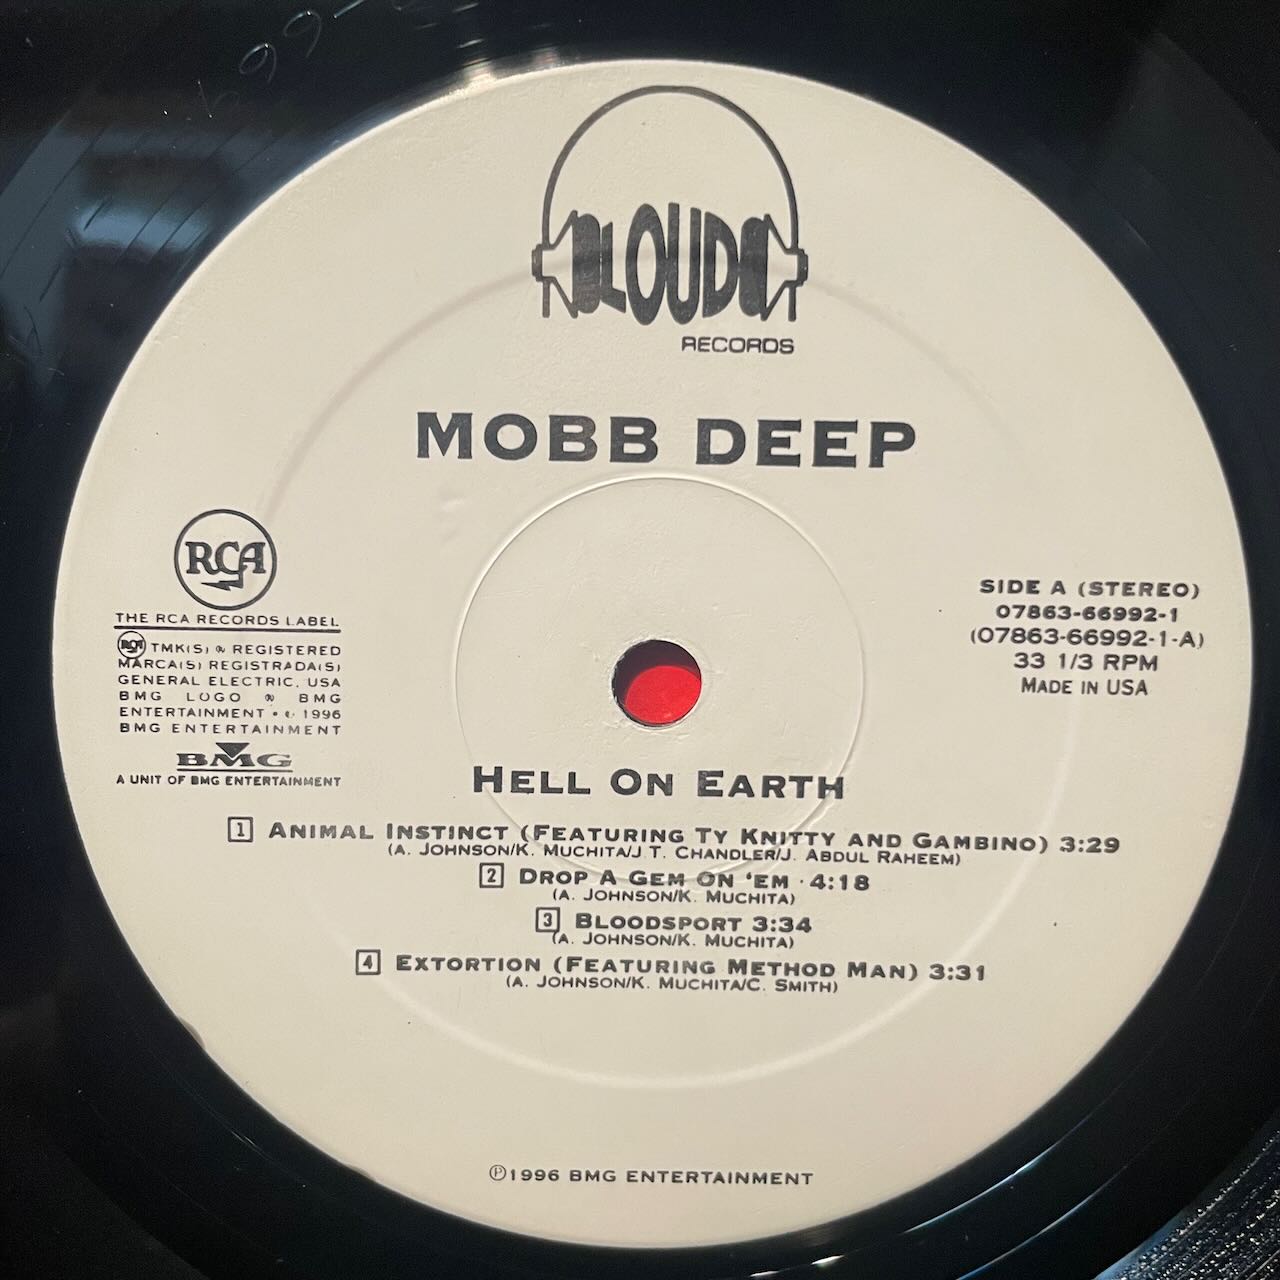 LOUD
RECORDS
MOBB DEEP
RCA
THE RCA RECORDS LABEL
RCA TMK(S) ® REGISTERED
MARCA(S) REGISTRADA(S)
GENERAL ELECTRIC, USA
BMG LOGO ® BMG
ENTERTAINMENT • © 1996
BMG ENTERTAINMENT
BMG
A UNIT OF BMG ENTERTAINMENT
SIDE A (STEREO)
07863-66992-1
(07863-66992-1-A)
33 1/3 RPM
MADE IN USA
HELL ON EARTH
1 ANIMAL INSTINCT (FEATURING TY KNITTY AND GAMBINO) 3:29
(A. JOHNSON/K. MUCHITA/J.T. CHANDLER/J. ABDUL RAHEEM)
2 DROP A GEM ON ‘EM · 4:18
(A. JOHNSON/K. MUCHITA)
3 BLOODSPORT 3:34
(A. JOHNSON/K. MUCHITA)
4 EXTORTION (FEATURING METHOD MAN) 3:31
(A. JOHNSON/K. MUCHITA/C. SMITH)
℗1996 BMG ENTERTAINMENT